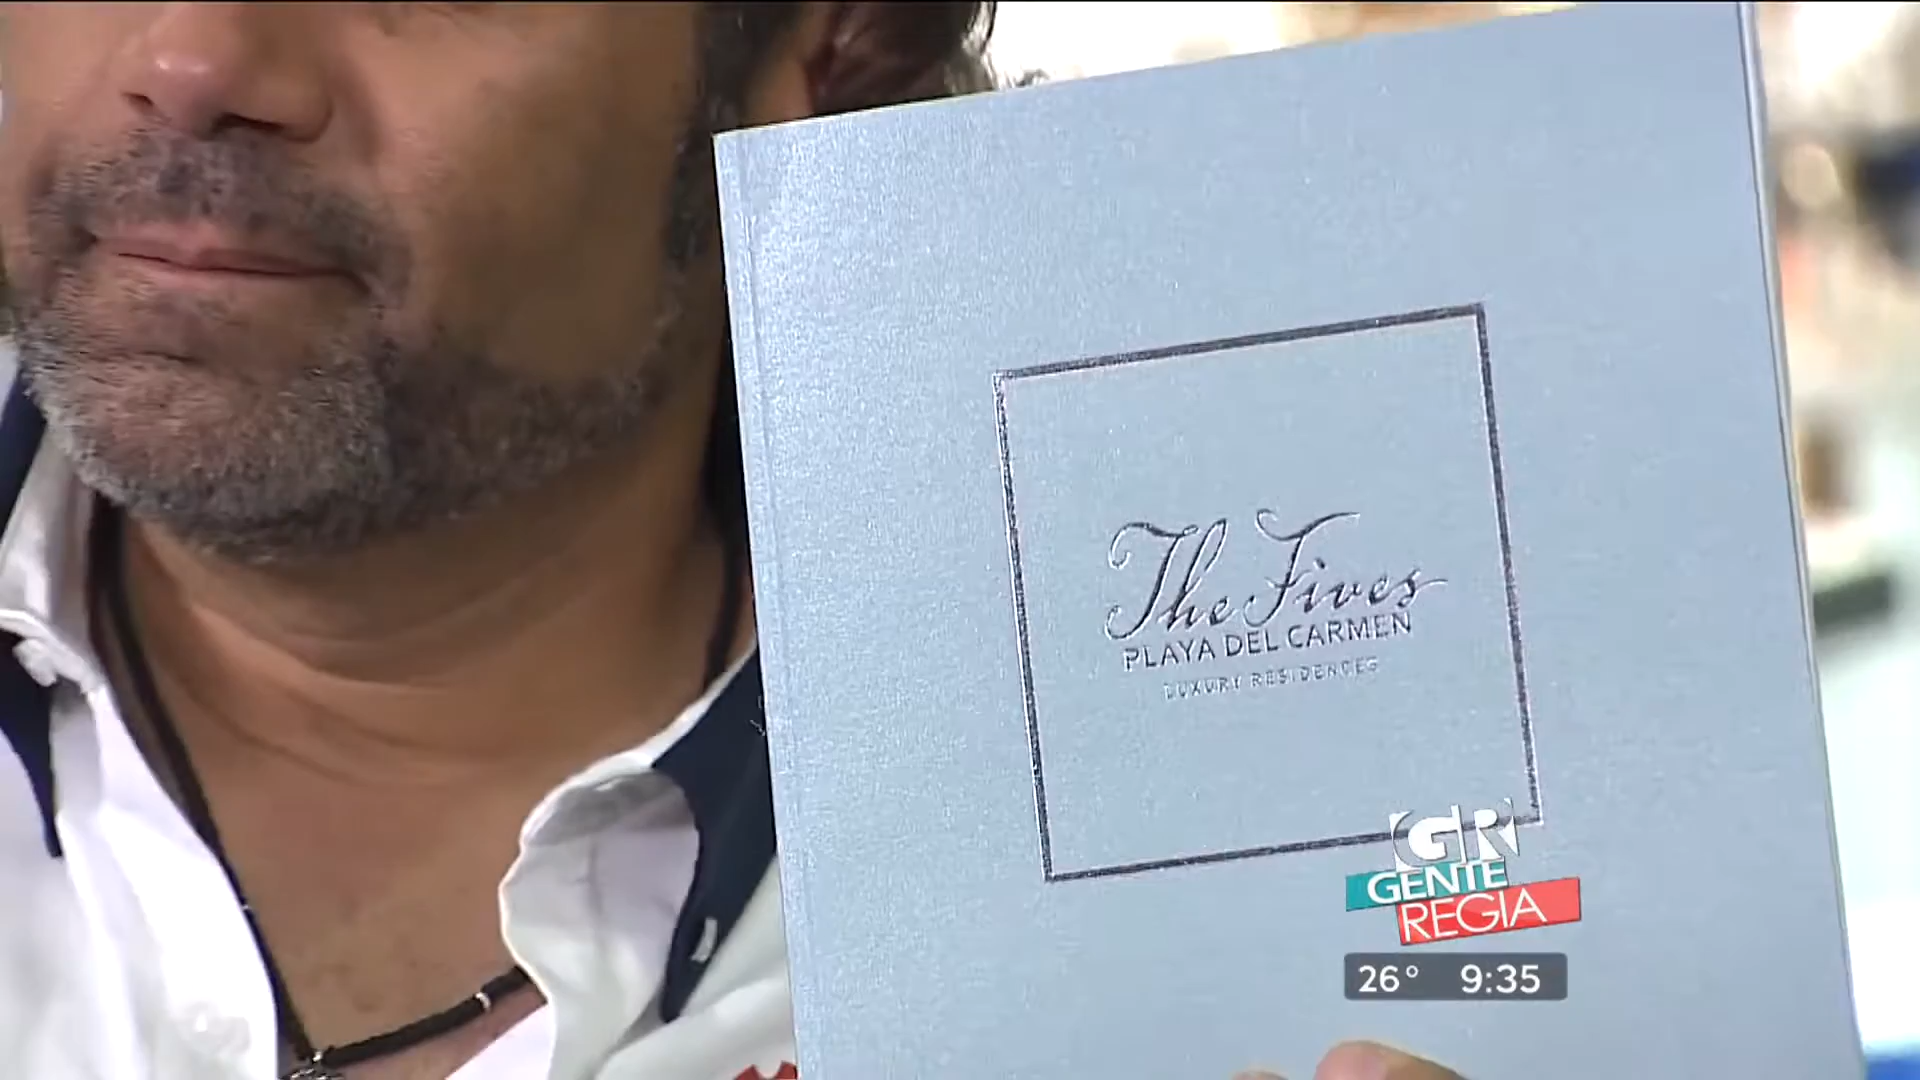 The Fives
PLAYA DEL CARMEN
LUXURY RESIDENCES
GR
GENTE
REGIA
26° 9:35